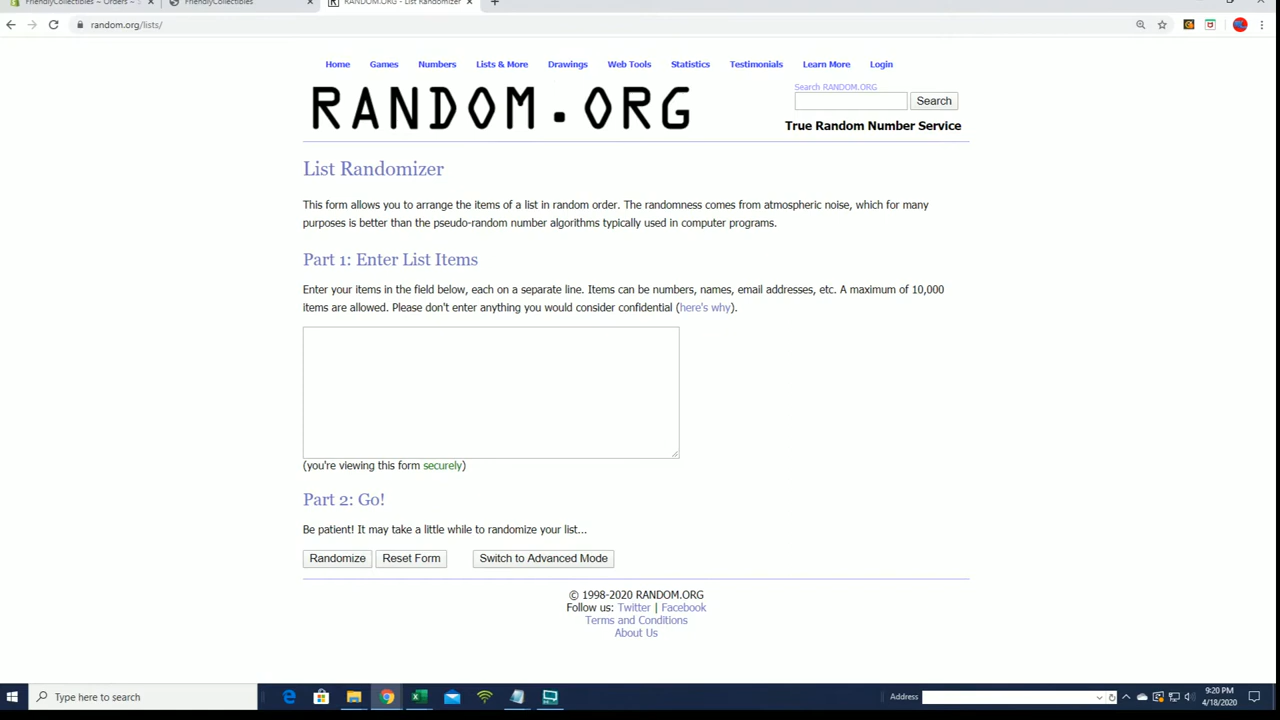 FriendlyCollectibles ~ Orders ~ S
FriendlyCollectibles
RANDOM.ORG - List Randomizer
random.org/lists/
Home Games Numbers Lists & More Drawings Web Tools Statistics Testimonials Learn More Login
RANDOM.ORG
Search RANDOM.ORG
Search
True Random Number Service
List Randomizer
This form allows you to arrange the items of a list in random order. The randomness comes from atmospheric noise, which for many
purposes is better than the pseudo-random number algorithms typically used in computer programs.
Part 1: Enter List Items
Enter your items in the field below, each on a separate line. Items can be numbers, names, email addresses, etc. A maximum of 10,000
items are allowed. Please don't enter anything you would consider confidential (here's why).
(you're viewing this form securely)
Part 2: Go!
Be patient! It may take a little while to randomize your list...
Randomize Reset Form Switch to Advanced Mode
© 1998-2020 RANDOM.ORG
Follow us: Twitter | Facebook
Terms and Conditions
About Us
Type here to search
Address
9:20 PM
4/18/2020